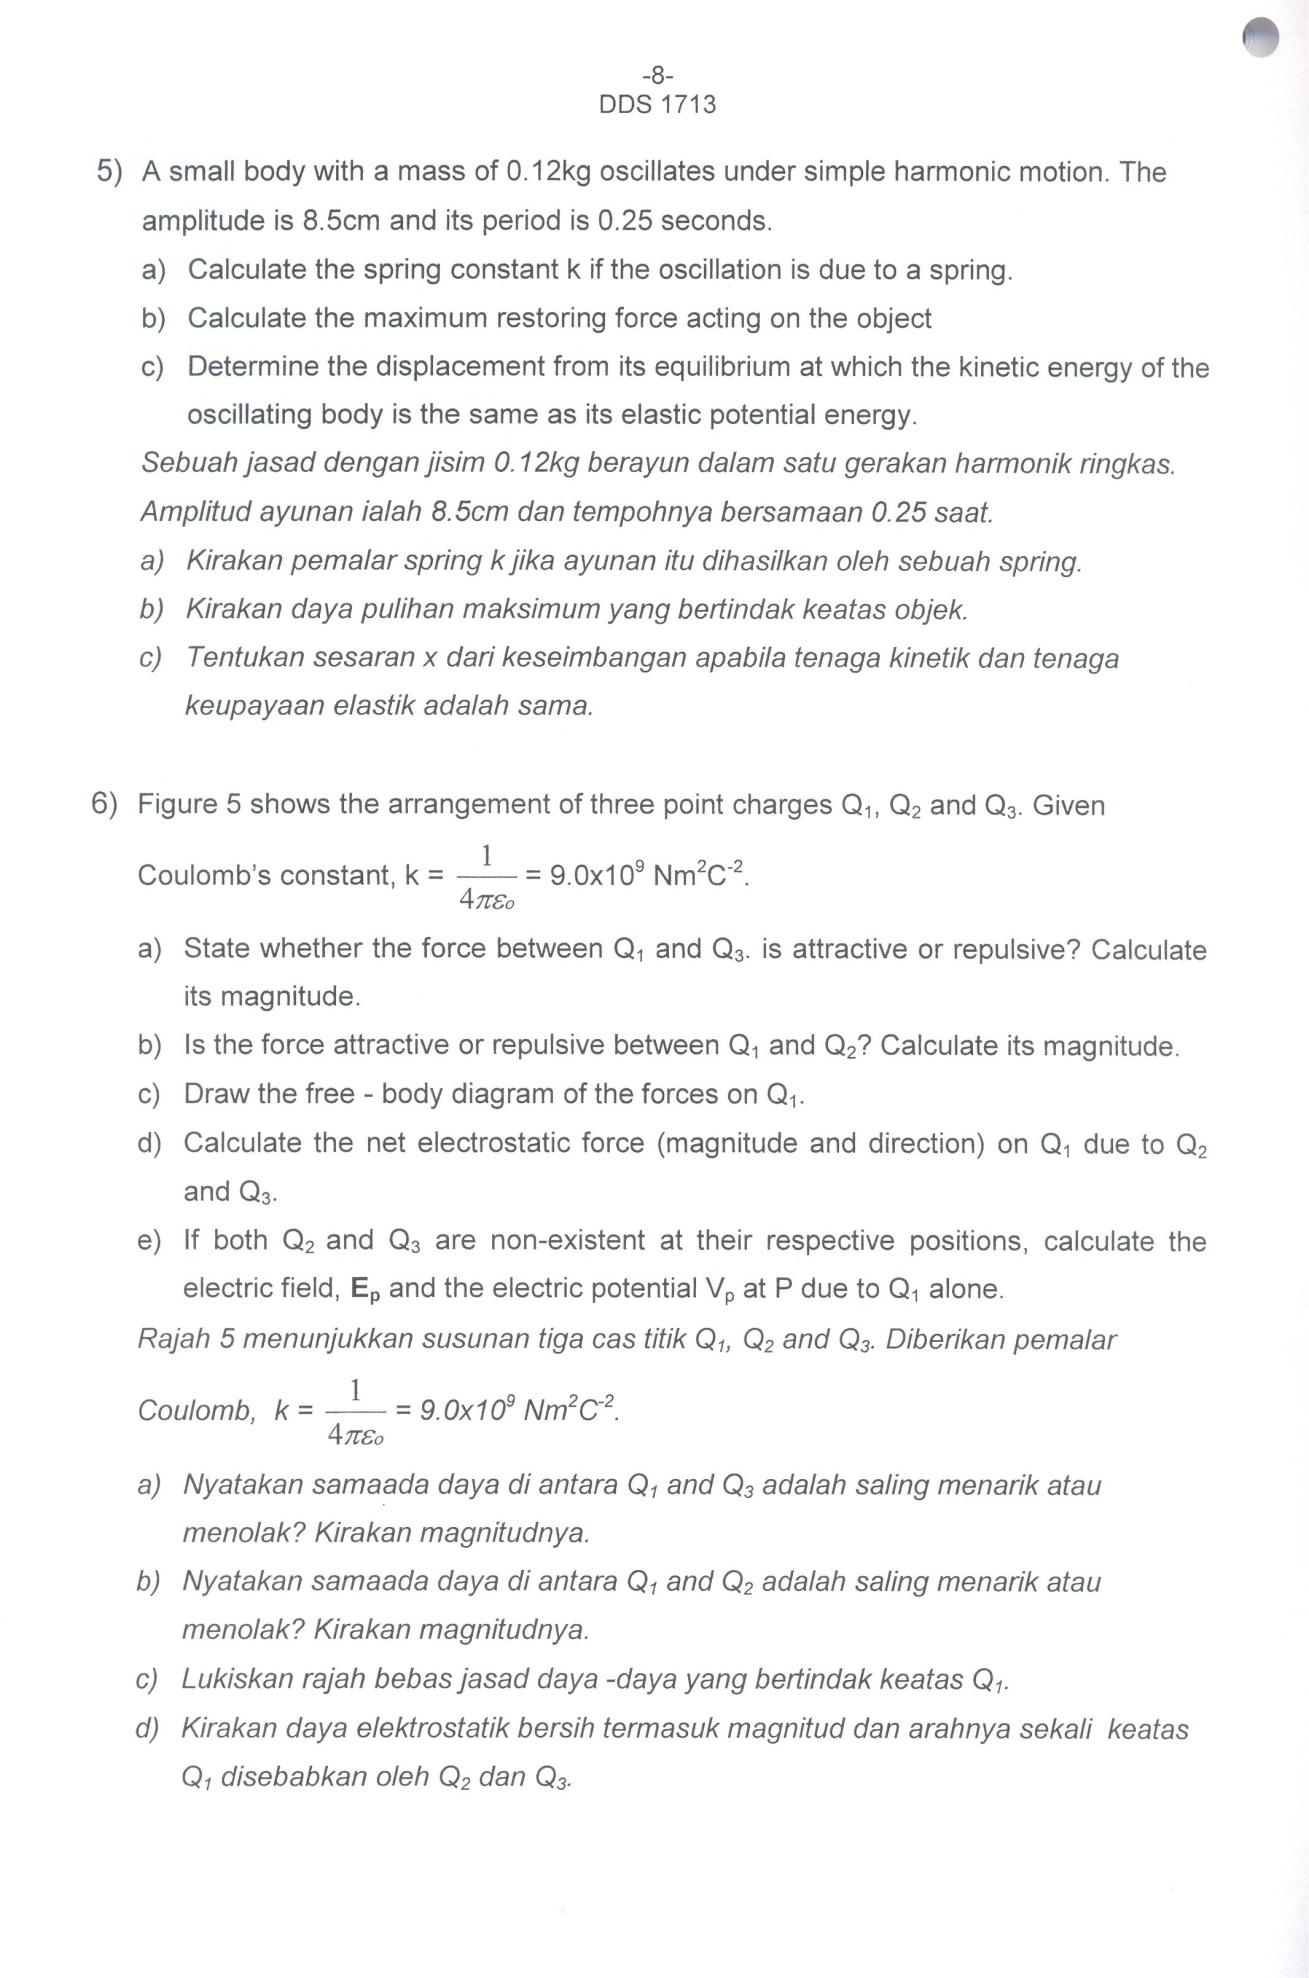 -8-
DDS 1713
5) A small body with a mass of 0.12kg oscillates under simple harmonic motion. The
amplitude is 8.5cm and its period is 0.25 seconds.
a) Calculate the spring constant k if the oscillation is due to a spring.
b) Calculate the maximum restoring force acting on the object
c) Determine the displacement from its equilibrium at which the kinetic energy of the
oscillating body is the same as its elastic potential energy.
Sebuah jasad dengan jisim 0.12kg berayun dalam satu gerakan harmonik ringkas.
Amplitud ayunan ialah 8.5cm dan tempohnya bersamaan 0.25 saat.
a) Kirakan pemalar spring k jika ayunan itu dihasilkan oleh sebuah spring.
b) Kirakan daya pulihan maksimum yang bertindak keatas objek.
c) Tentukan sesaran x dari keseimbangan apabila tenaga kinetik dan tenaga
keupayaan elastik adalah sama.
6) Figure 5 shows the arrangement of three point charges Q₁, Q₂ and Q₃. Given
Coulomb's constant, k = 1/4πεₒ = 9.0x10⁹ Nm²C⁻².
a) State whether the force between Q₁ and Q₃. is attractive or repulsive? Calculate
its magnitude.
b) Is the force attractive or repulsive between Q₁ and Q₂? Calculate its magnitude.
c) Draw the free - body diagram of the forces on Q₁.
d) Calculate the net electrostatic force (magnitude and direction) on Q₁ due to Q₂
and Q₃.
e) If both Q₂ and Q₃ are non-existent at their respective positions, calculate the
electric field, Eₚ and the electric potential Vₚ at P due to Q₁ alone.
Rajah 5 menunjukkan susunan tiga cas titik Q₁, Q₂ and Q₃. Diberikan pemalar
Coulomb, k = 1/4πεₒ = 9.0x10⁹ Nm²C⁻².
a) Nyatakan samaada daya di antara Q₁ and Q₃ adalah saling menarik atau
menolak? Kirakan magnitudnya.
b) Nyatakan samaada daya di antara Q₁ and Q₂ adalah saling menarik atau
menolak? Kirakan magnitudnya.
c) Lukiskan rajah bebas jasad daya -daya yang bertindak keatas Q₁.
d) Kirakan daya elektrostatik bersih termasuk magnitud dan arahnya sekali keatas
Q₁ disebabkan oleh Q₂ dan Q₃.